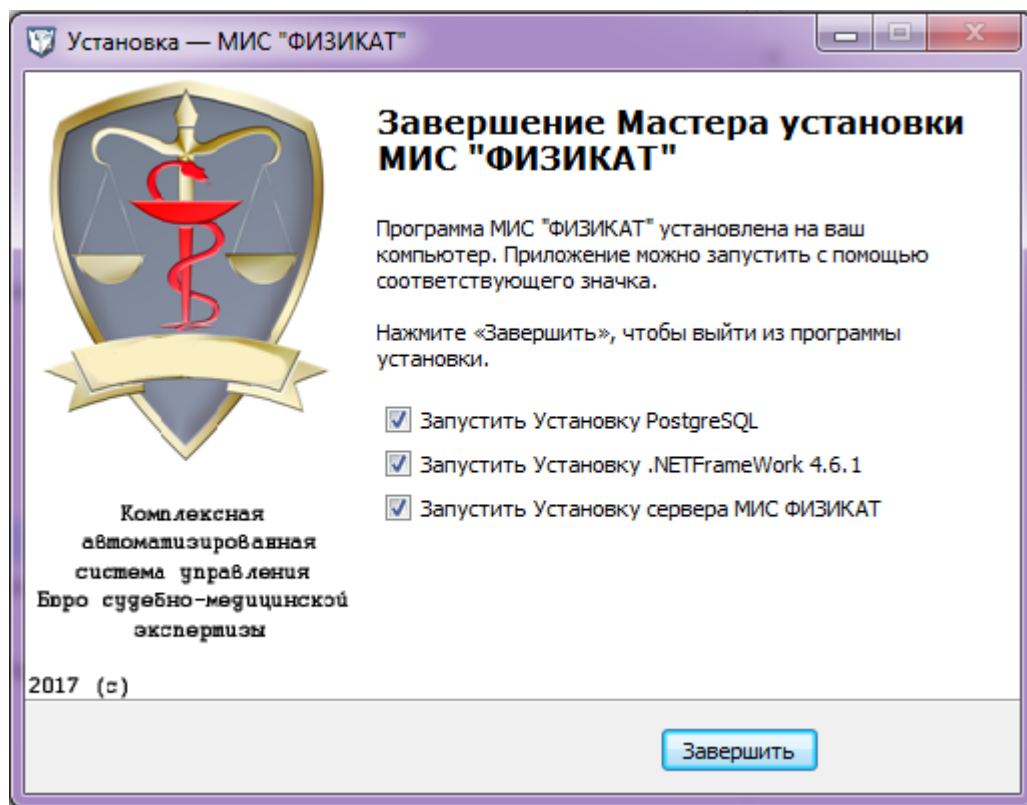 Установка — МИС "ФИЗИКАТ"
Завершение Мастера установки
МИС "ФИЗИКАТ"
Программа МИС "ФИЗИКАТ" установлена на ваш
компьютер. Приложение можно запустить с помощью
соответствующего значка.
Нажмите «Завершить», чтобы выйти из программы
установки.
Запустить Установку PostgreSQL
Запустить Установку .NETFrameWork 4.6.1
Запустить Установку сервера МИС ФИЗИКАТ
Комплексная
автоматизированная
система управления
Бюро судебно-медицинской
экспертизы
2017 (c)
Завершить